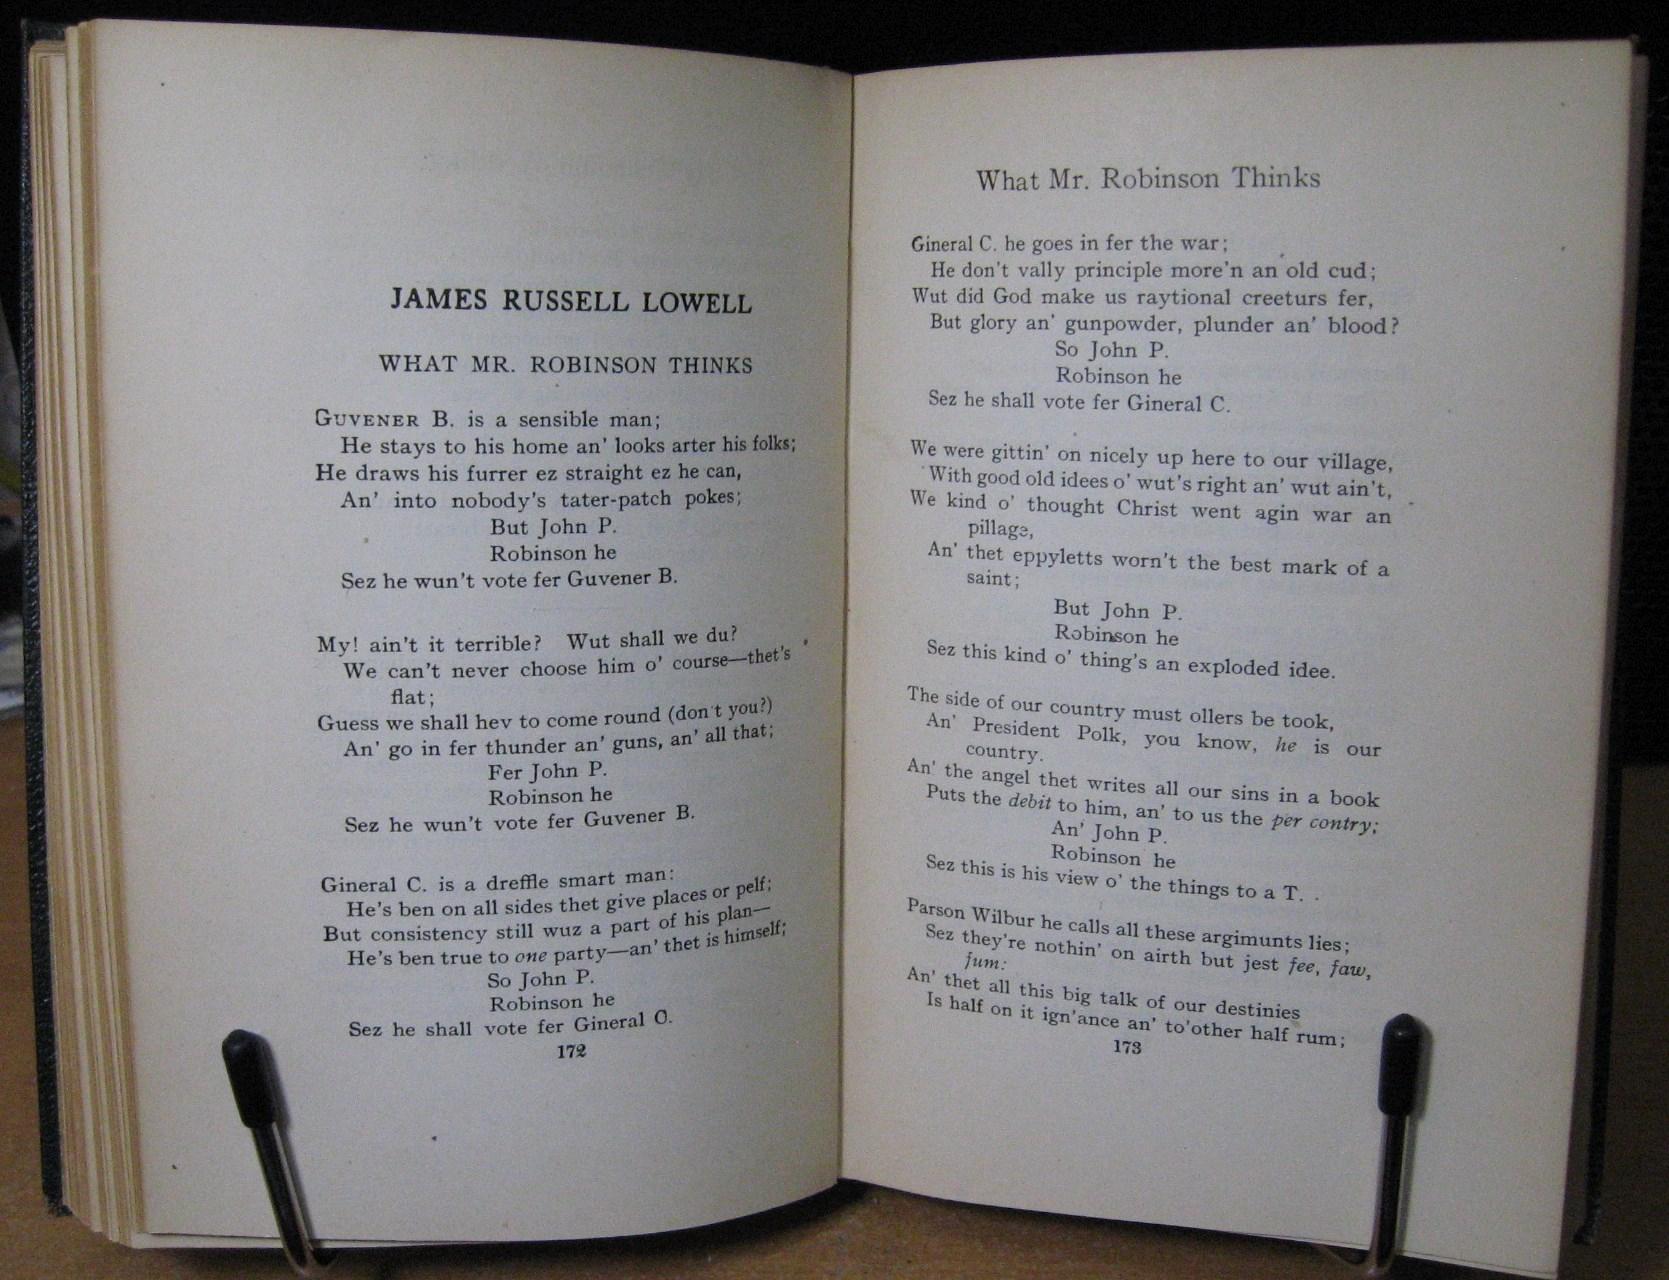 JAMES RUSSELL LOWELL
WHAT MR. ROBINSON THINKS
GUVENER B. is a sensible man;
He stays to his home an' looks arter his folks;
He draws his furrer ez straight ez he can,
An' into nobody's tater-patch pokes;
But John P.
Robinson he
Sez he wun't vote fer Guvener B.
My! ain't it terrible? Wut shall we du?
We can't never choose him o' course—thet's
flat;
Guess we shall hev to come round (don't you?)
An' go in fer thunder an' guns, an' all that;
Fer John P.
Robinson he
Sez he wun't vote fer Guvener B.
Gineral C. is a dreffle smart man:
He's ben on all sides thet give places or pelf;
But consistency still wuz a part of his plan—
He's ben true to one party—an' thet is himself;
So John P.
Robinson he
Sez he shall vote fer Gineral C.
172
What Mr. Robinson Thinks
Gineral C. he goes in fer the war;
He don't vally principle more'n an old cud;
Wut did God make us raytional creeturs fer,
But glory an' gunpowder, plunder an' blood?
So John P.
Robinson he
Sez he shall vote fer Gineral C.
We were gittin' on nicely up here to our village,
With good old idees o' wut's right an' wut ain't,
We kind o' thought Christ went agin war an
pillage,
An' thet eppyletts worn't the best mark of a
saint;
But John P.
Robinson he
Sez this kind o' thing's an exploded idee.
The side of our country must ollers be took,
An' President Polk, you know, he is our
country.
An' the angel thet writes all our sins in a book
Puts the debit to him, an' to us the per contry;
An' John P.
Robinson he
Sez this is his view o' the things to a T.
Parson Wilbur he calls all these argimunts lies;
Sez they're nothin' on airth but jest fee, faw,
fum:
An' thet all this big talk of our destinies
Is half on it ign'ance an' to'other half rum;
173